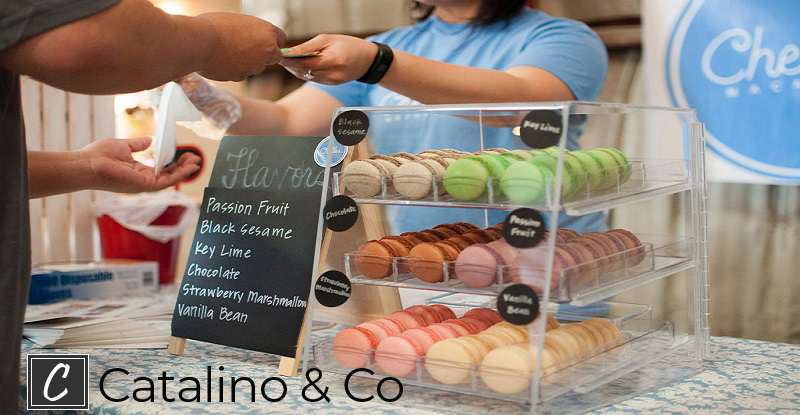 Black
Sesame
Key Lime
Flavors
Passion Fruit
Black Sesame
Key Lime
Chocolate
Strawberry Marshmallow
Vanilla Bean
Chocolate
Passion
Fruit
Strawberry
Marshmallow
Vanilla
Bean
C
Catalino & Co